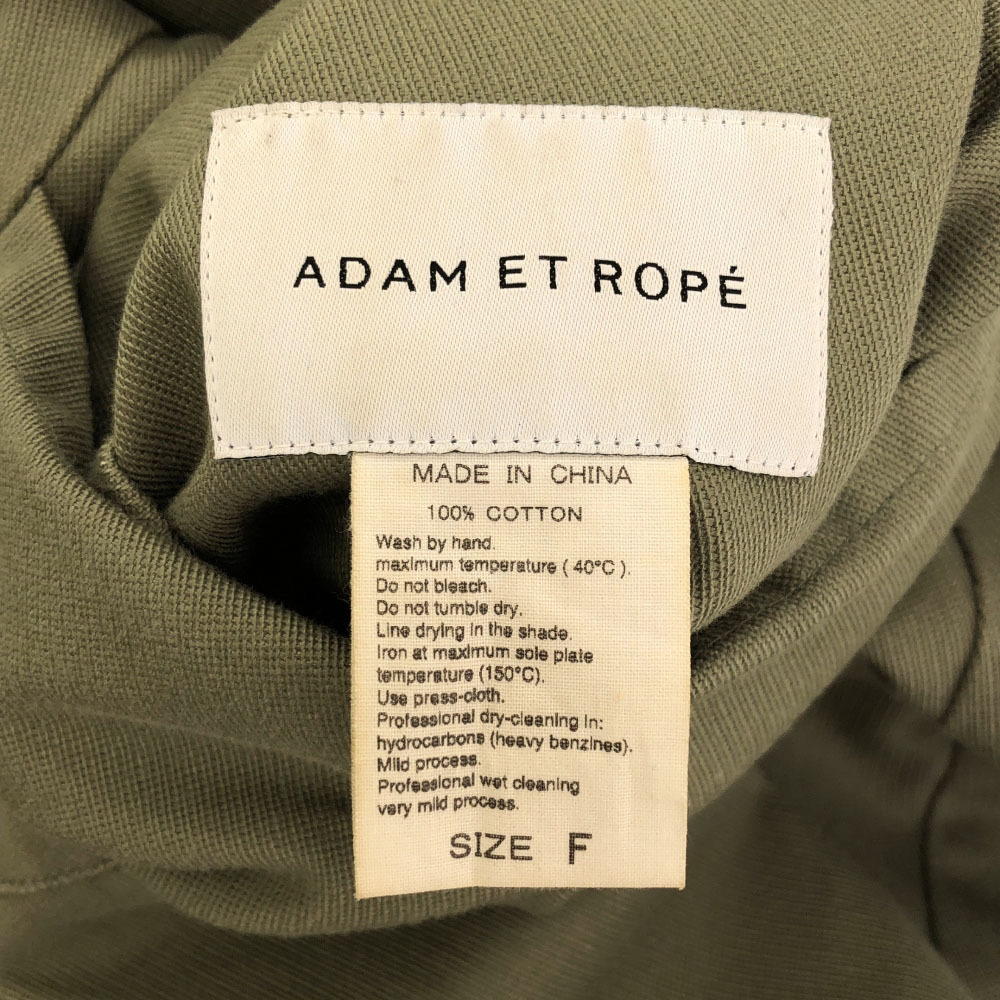 ADAM ET ROPÉ
MADE IN CHINA
100% COTTON
Wash by hand.
maximum temperature ( 40°C ).
Do not bleach.
Do not tumble dry.
Line drying in the shade.
Iron at maximum sole plate
temperature (150°C).
Use press-cloth.
Professional dry-cleaning in:
hydrocarbons (heavy benzines).
Mild process.
Professional wet cleaning
very mild process.
SIZE F